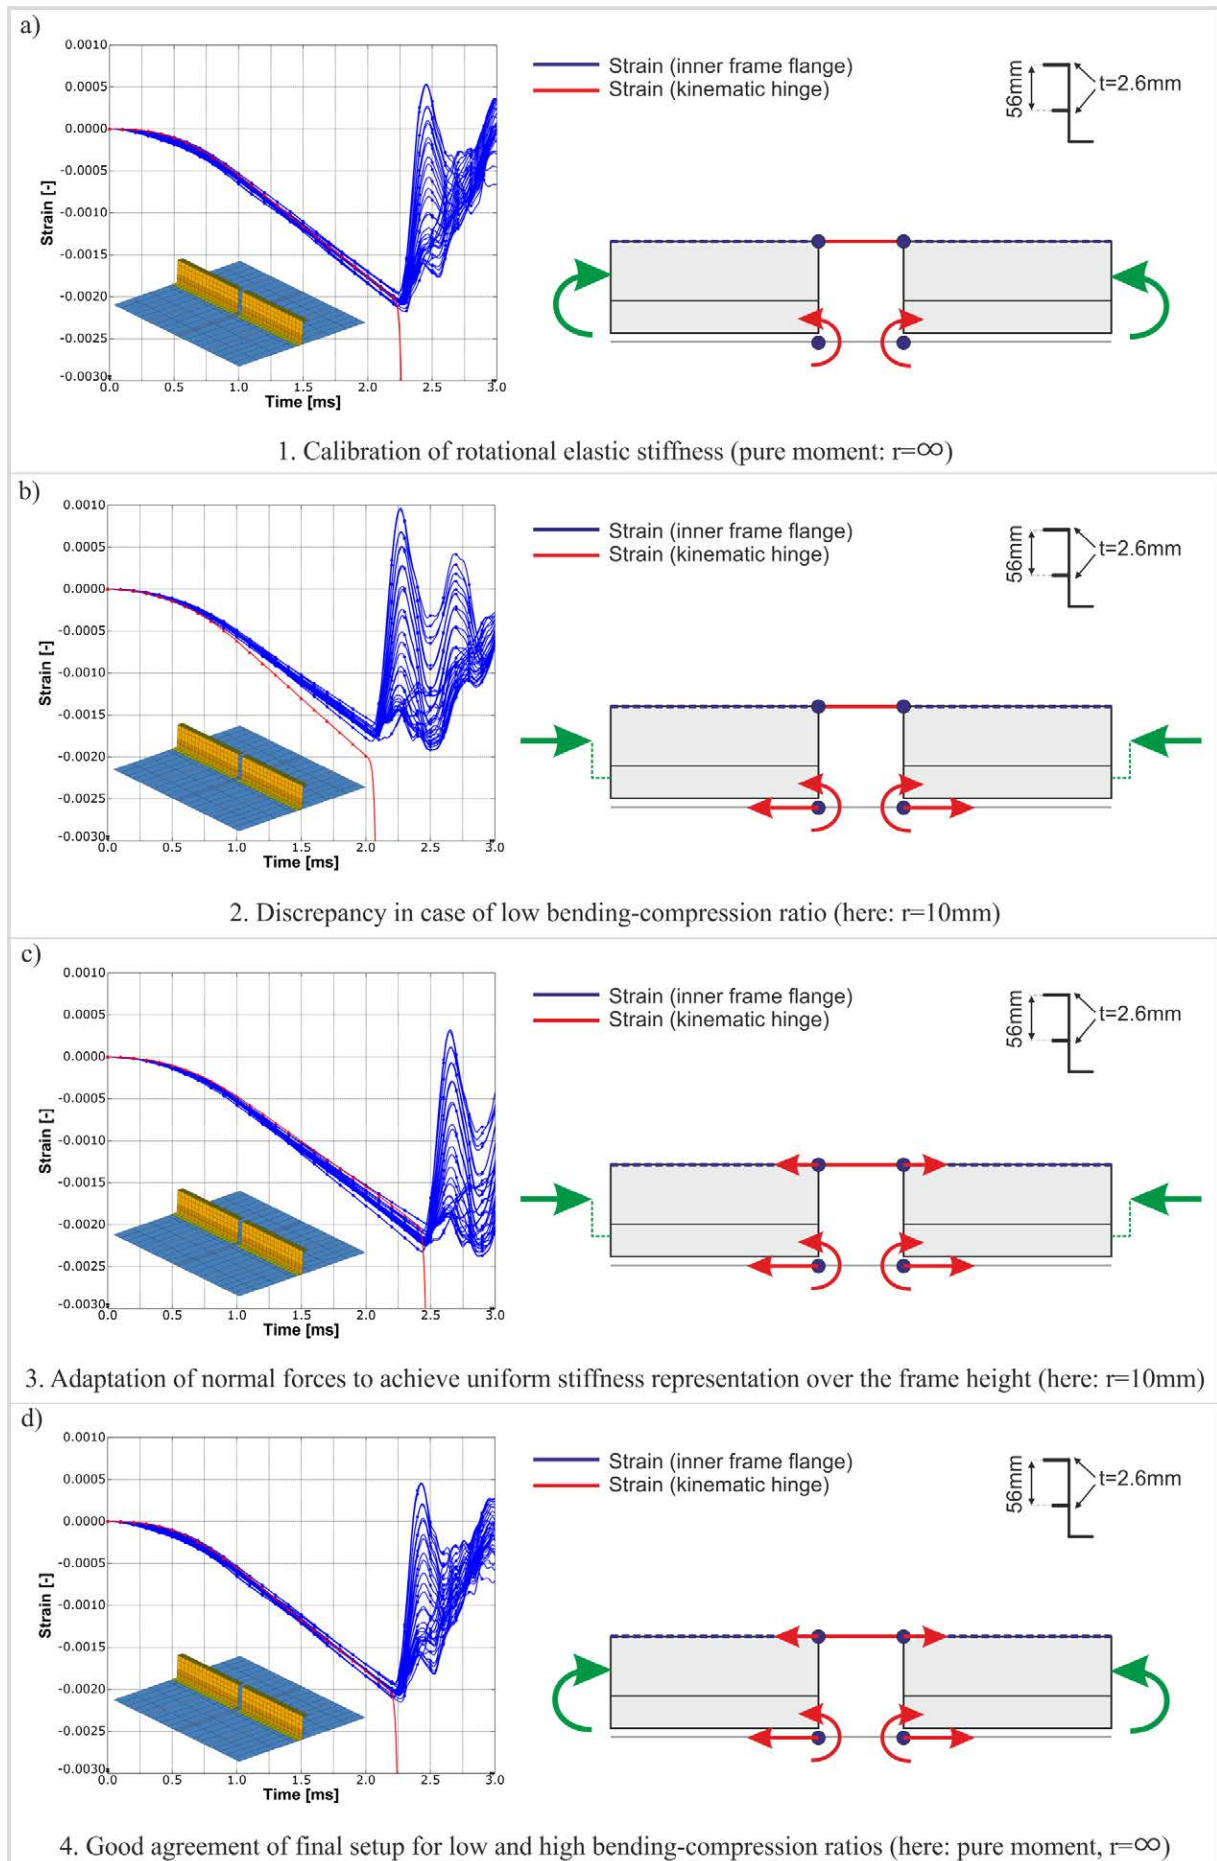 a)
0.0010
0.0005
0.0000
-0.0005
-0.0010
-0.0015
-0.0020
-0.0025
-0.0030
Strain [-]
0.0 0.5 1.0 1.5 2.0 2.5 3.0
Time [ms]
Strain (inner frame flange)
Strain (kinematic hinge)
56mm
t=2.6mm
1. Calibration of rotational elastic stiffness (pure moment: r=∞)
b)
0.0010
0.0005
0.0000
-0.0005
-0.0010
-0.0015
-0.0020
-0.0025
-0.0030
Strain [-]
0.0 0.5 1.0 1.5 2.0 2.5 3.0
Time [ms]
Strain (inner frame flange)
Strain (kinematic hinge)
56mm
t=2.6mm
2. Discrepancy in case of low bending-compression ratio (here: r=10mm)
c)
0.0010
0.0005
0.0000
-0.0005
-0.0010
-0.0015
-0.0020
-0.0025
-0.0030
Strain [-]
0.0 0.5 1.0 1.5 2.0 2.5 3.0
Time [ms]
Strain (inner frame flange)
Strain (kinematic hinge)
56mm
t=2.6mm
3. Adaptation of normal forces to achieve uniform stiffness representation over the frame height (here: r=10mm)
d)
0.0010
0.0005
0.0000
-0.0005
-0.0010
-0.0015
-0.0020
-0.0025
-0.0030
Strain [-]
0.0 0.5 1.0 1.5 2.0 2.5 3.0
Time [ms]
Strain (inner frame flange)
Strain (kinematic hinge)
56mm
t=2.6mm
4. Good agreement of final setup for low and high bending-compression ratios (here: pure moment, r=∞)